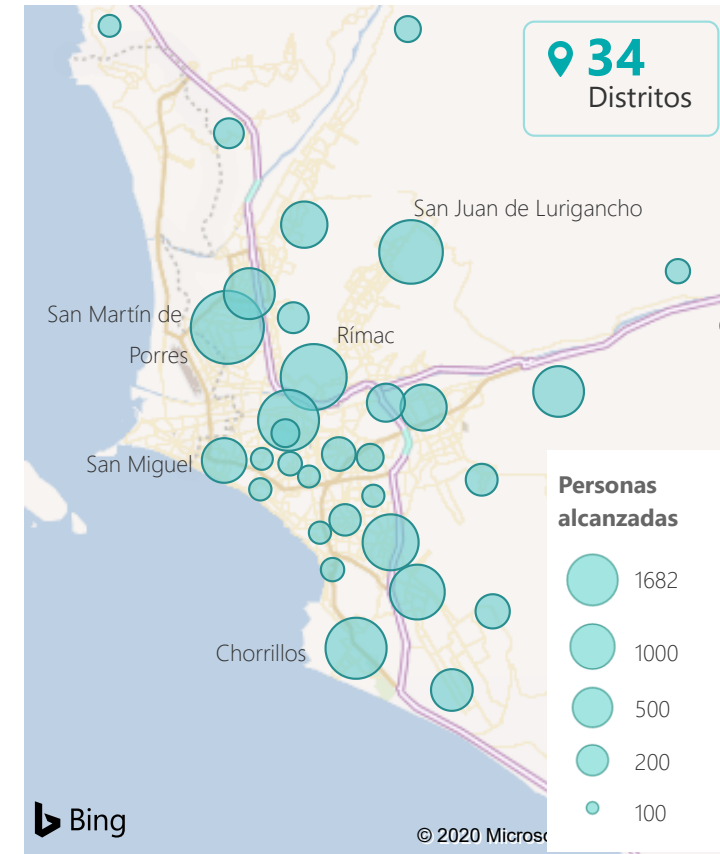 34
Distritos
San Juan de Lurigancho
San Martín de
Porres
Rímac
San Miguel
Chorrillos
Personas
alcanzadas
1682
1000
500
200
100
Bing
© 2020